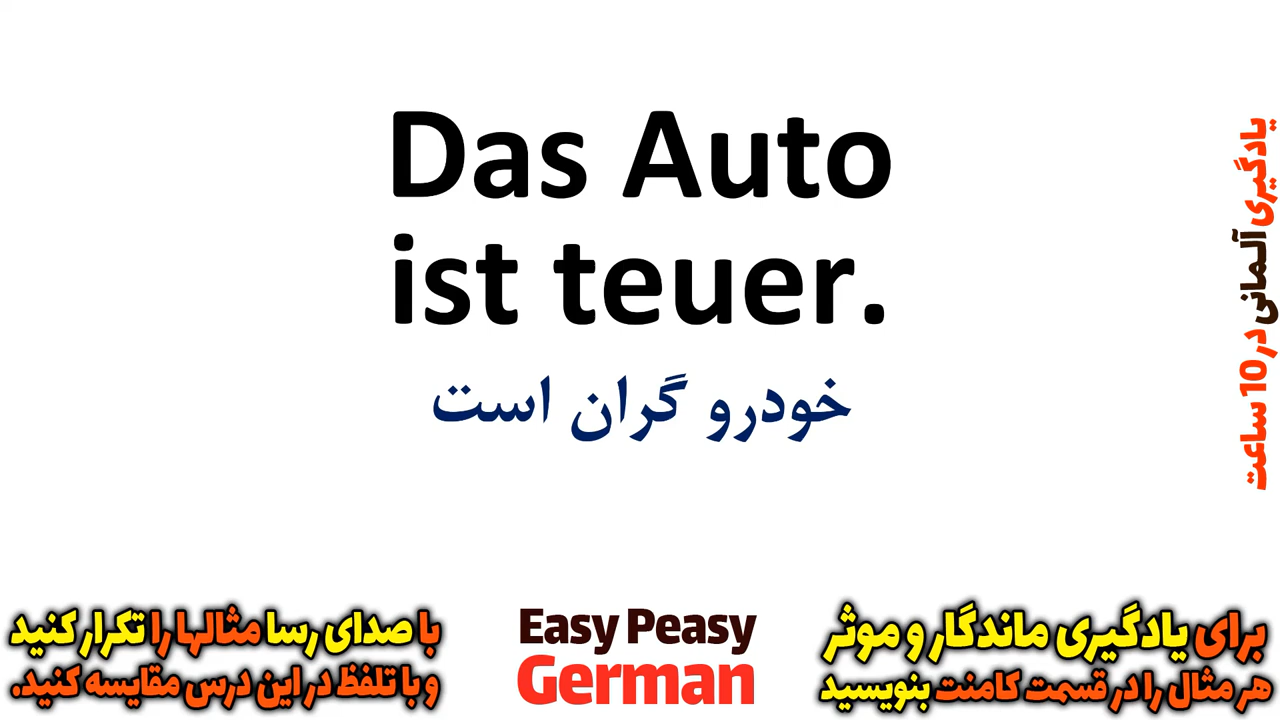 Das Auto
ist teuer.
خودرو گران است
یادگیری آلمانی در 10 ساعت
برای یادگیری ماندگار و موثر
هر مثال را در قسمت کامنت بنویسید
Easy Peasy
German
با صدای رسا مثالها را تکرار کنید
و با تلفظ در این درس مقایسه کنید.